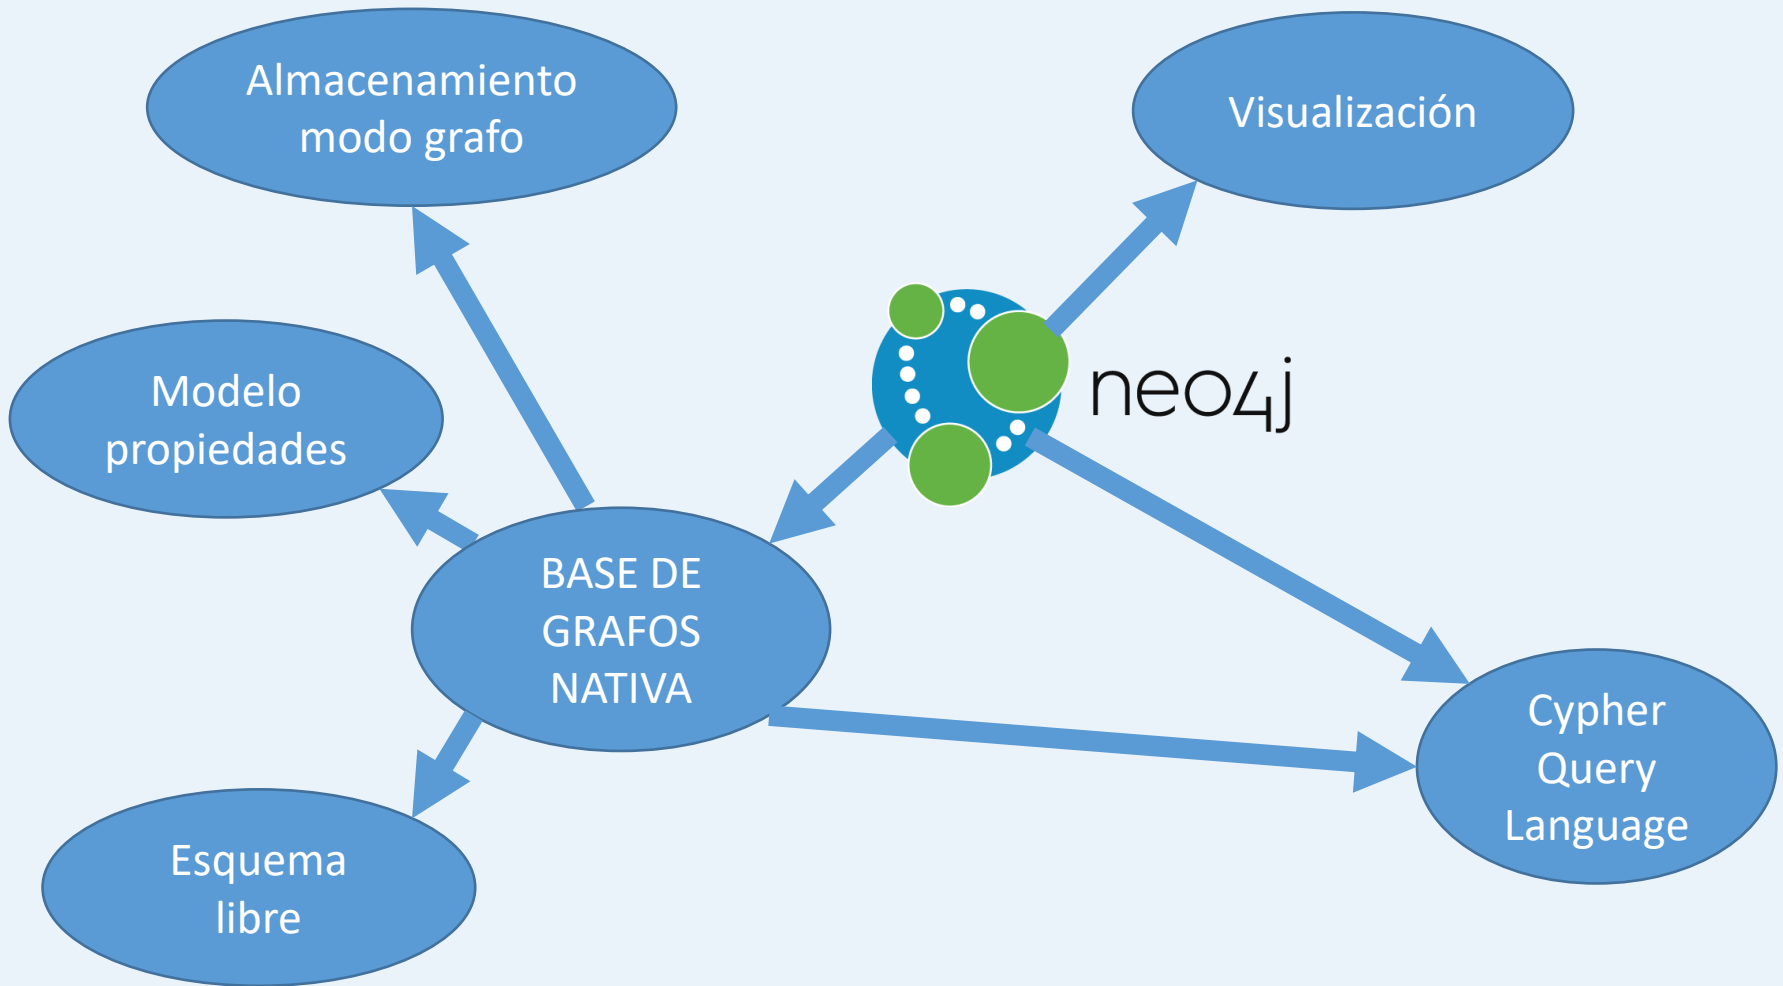 Almacenamiento
modo grafo
Visualización
Modelo
propiedades
neo4j
BASE DE
GRAFOS
NATIVA
Cypher
Query
Language
Esquema
libre